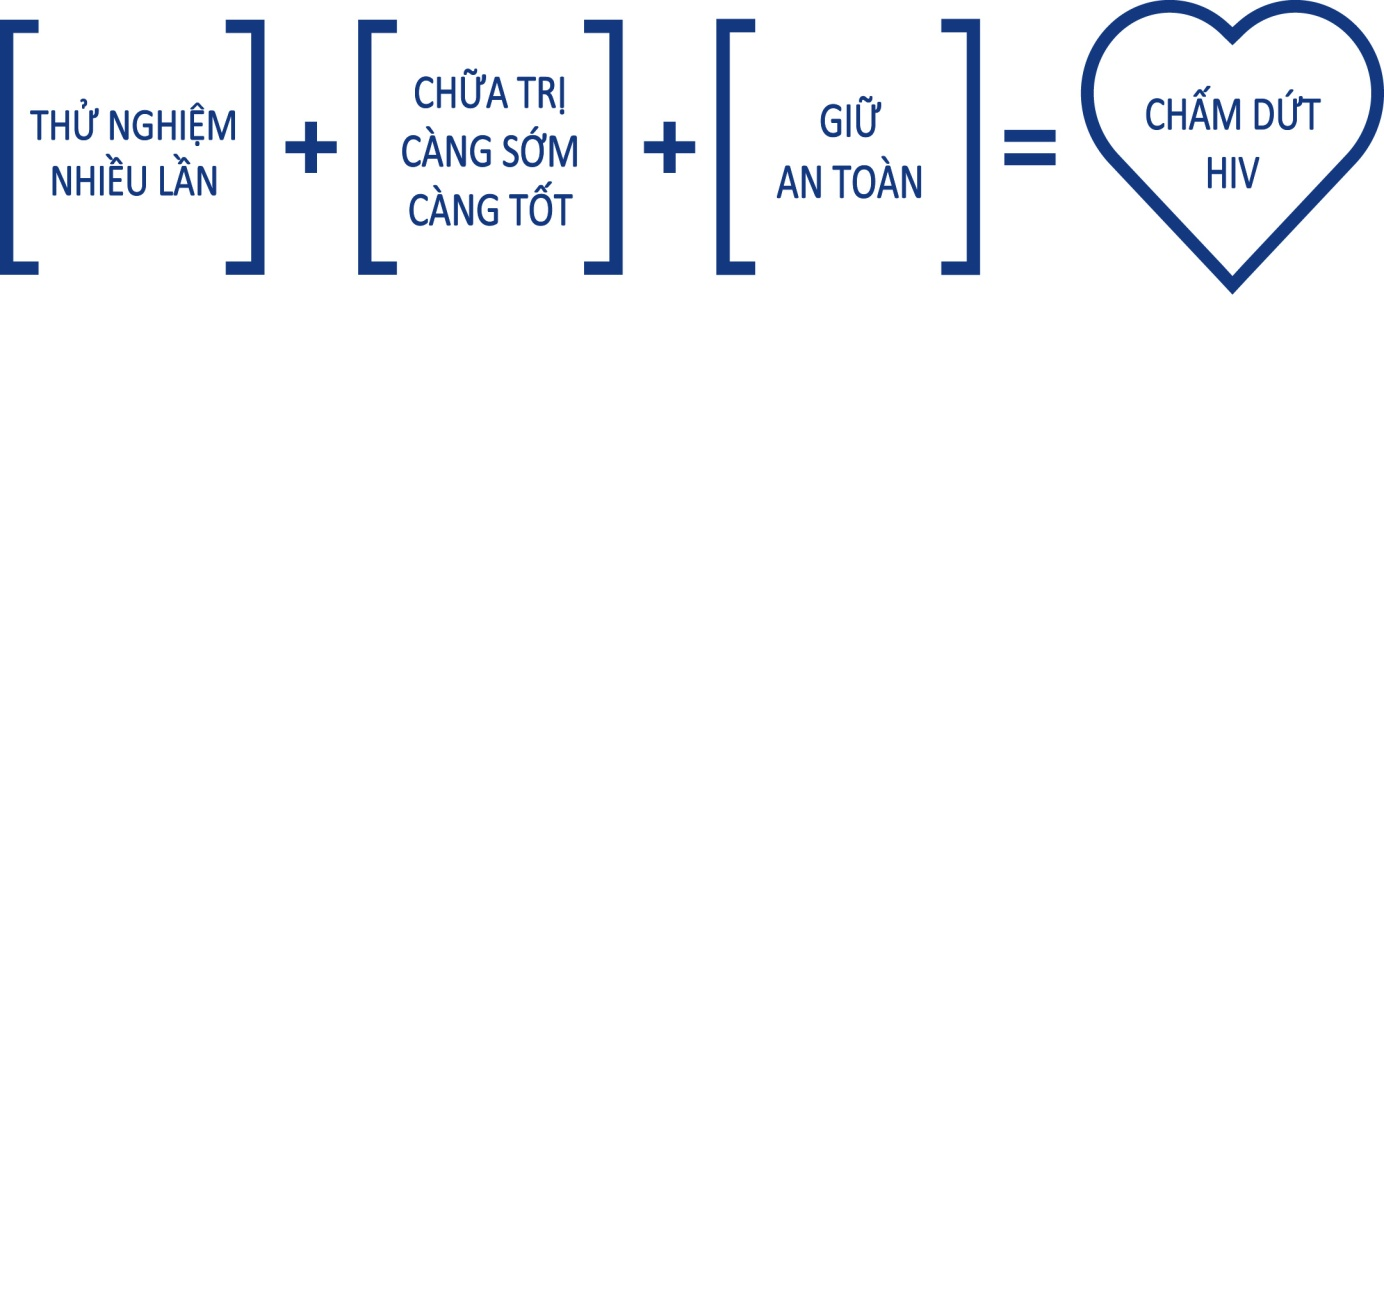 THỬ NGHIỆM
NHIỀU LẦN
+
CHỮA TRỊ
CÀNG SỚM
CÀNG TỐT
+
GIỮ
AN TOÀN
=
CHẤM DỨT
HIV